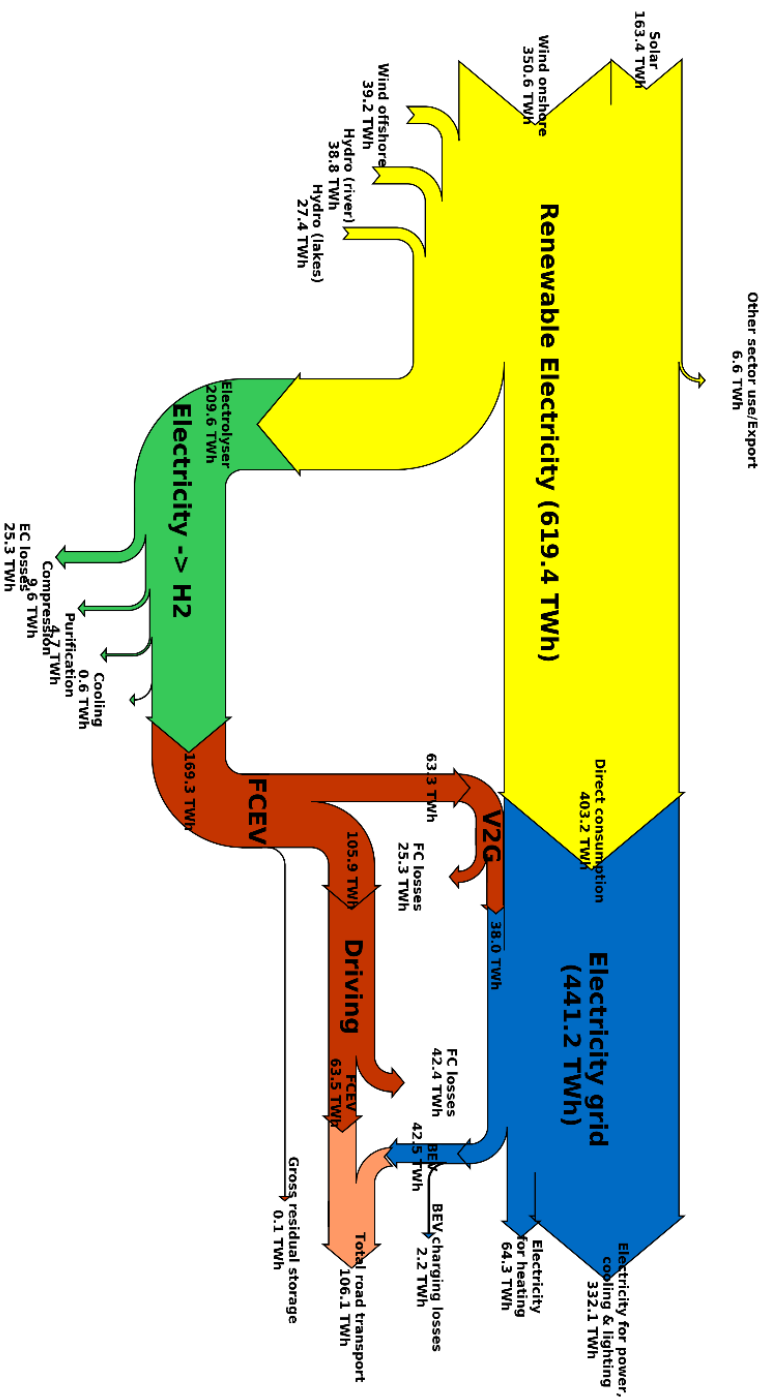 Solar
163.4 TWh
Wind onshore
350.6 TWh
Wind offshore
39.2 TWh
Hydro (river)
38.8 TWh
Hydro (lakes)
27.4 TWh
Renewable Electricity (619.4 TWh)
Other sector use/Export
6.6 TWh
Electrolyser
209.6 TWh
Electricity -> H2
EC losses
25.3 TWh
Compression
9.6 TWh
Purification
4.7 TWh
Cooling
0.6 TWh
169.3 TWh
FCEV
63.3 TWh
V2G
FC losses
25.3 TWh
38.0 TWh
Direct consumption
403.2 TWh
Electricity grid
(441.2 TWh)
105.9 TWh
Driving
FC losses
42.4 TWh
FCEV
63.5 TWh
BEV
42.5 TWh
BEV charging losses
2.2 TWh
Gross residual storage
0.1 TWh
Total road transport
106.1 TWh
Electricity
for heating
64.3 TWh
Electricity for power,
cooling & lighting
332.1 TWh